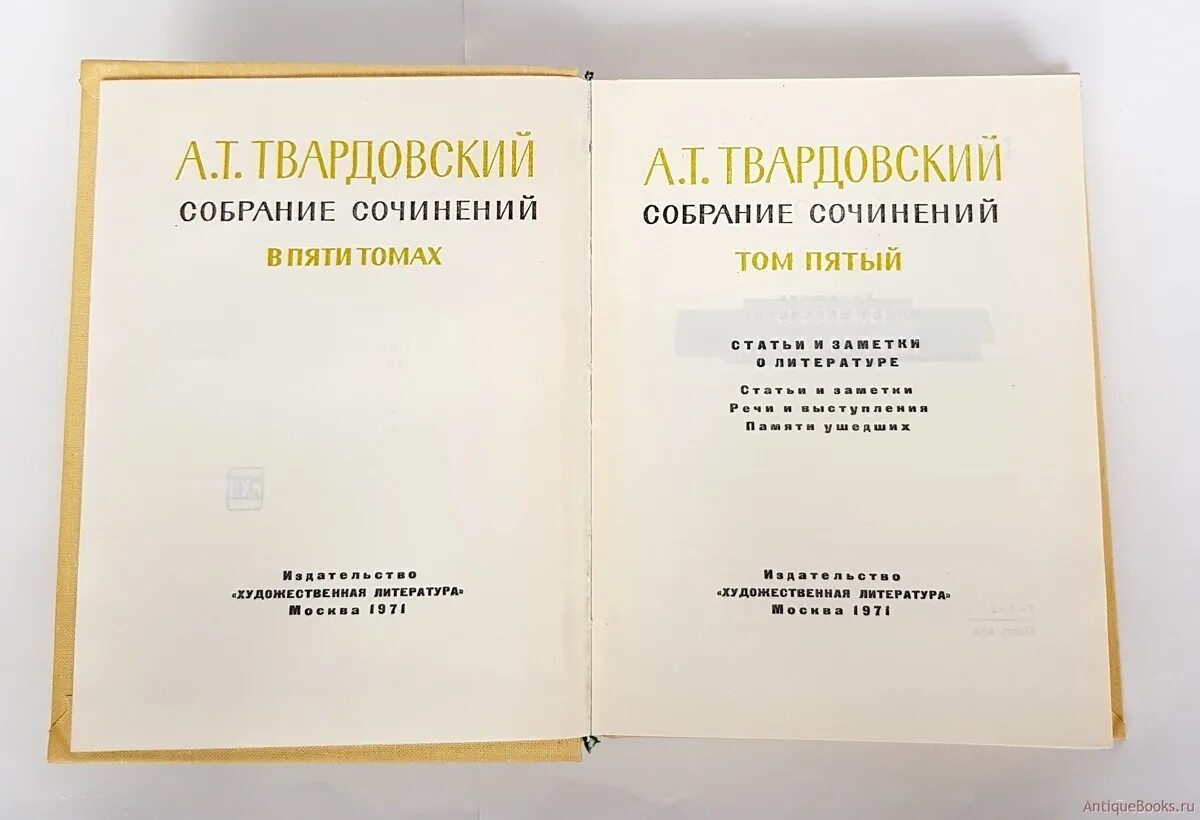 А.Т. ТВАРДОВСКИЙ
СОБРАНИЕ СОЧИНЕНИЙ
В ПЯТИ ТОМАХ
Издательство
«ХУДОЖЕСТВЕННАЯ ЛИТЕРАТУРА»
Москва 1971
А.Т. ТВАРДОВСКИЙ
СОБРАНИЕ СОЧИНЕНИЙ
ТОМ ПЯТЫЙ
СТАТЬИ И ЗАМЕТКИ
О ЛИТЕРАТУРЕ
Статьи и заметки
Речи и выступления
Памяти ушедших
Издательство
«ХУДОЖЕСТВЕННАЯ ЛИТЕРАТУРА»
Москва 1971
AntiqueBooks.ru